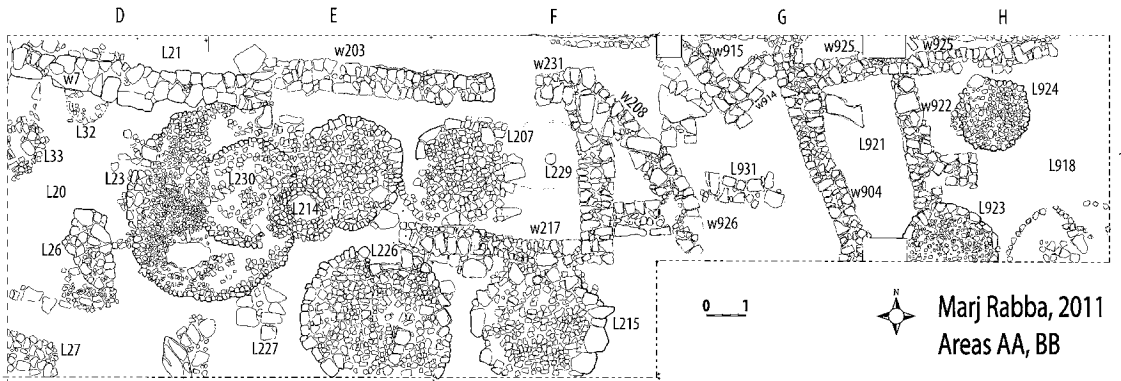 D E F G H
L21 w203 w915 w925 w925
w7 w231
L32 w208 w914 w922 L924
L33 L207
L20 L23 L230 L229 L931 L921 L918
L214 w904
L26 L226 w217 w926 L923
L27 L227 L215
0 1
N
Marj Rabba, 2011
Areas AA, BB